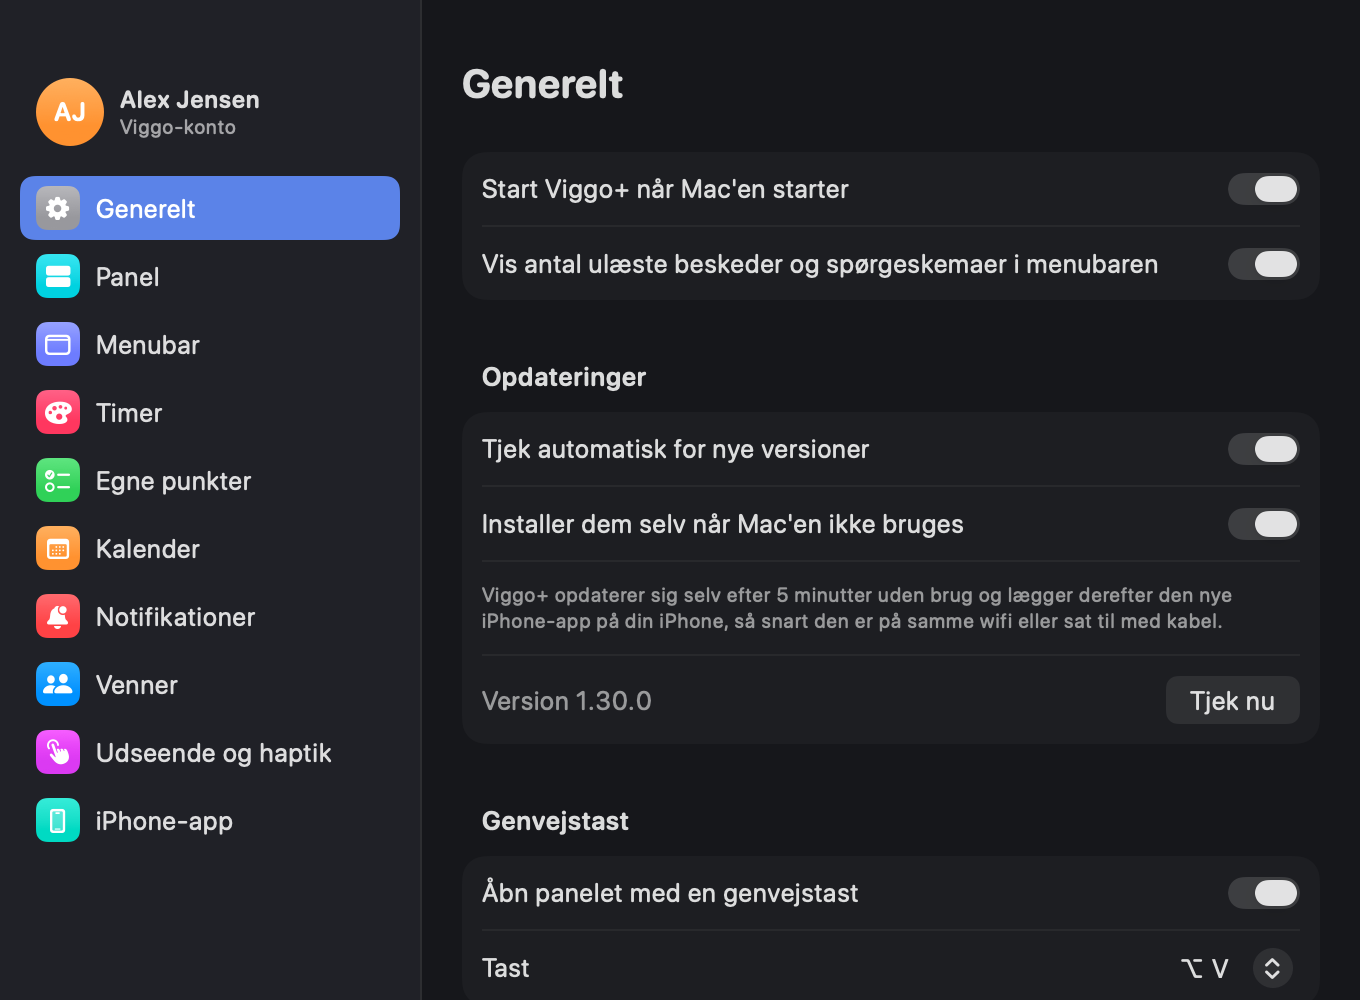 AJ
Alex Jensen
Viggo-konto
Generelt
Panel
Menubar
Timer
Egne punkter
Kalender
Notifikationer
Venner
Udseende og haptik
iPhone-app
Generelt
Start Viggo+ når Mac'en starter
Vis antal ulæste beskeder og spørgeskemaer i menubaren
Opdateringer
Tjek automatisk for nye versioner
Installer dem selv når Mac'en ikke bruges
Viggo+ opdaterer sig selv efter 5 minutter uden brug og lægger derefter den nye
iPhone-app på din iPhone, så snart den er på samme wifi eller sat til med kabel.
Version 1.30.0
Tjek nu
Genvejstast
Åbn panelet med en genvejstast
Tast
⌥ V